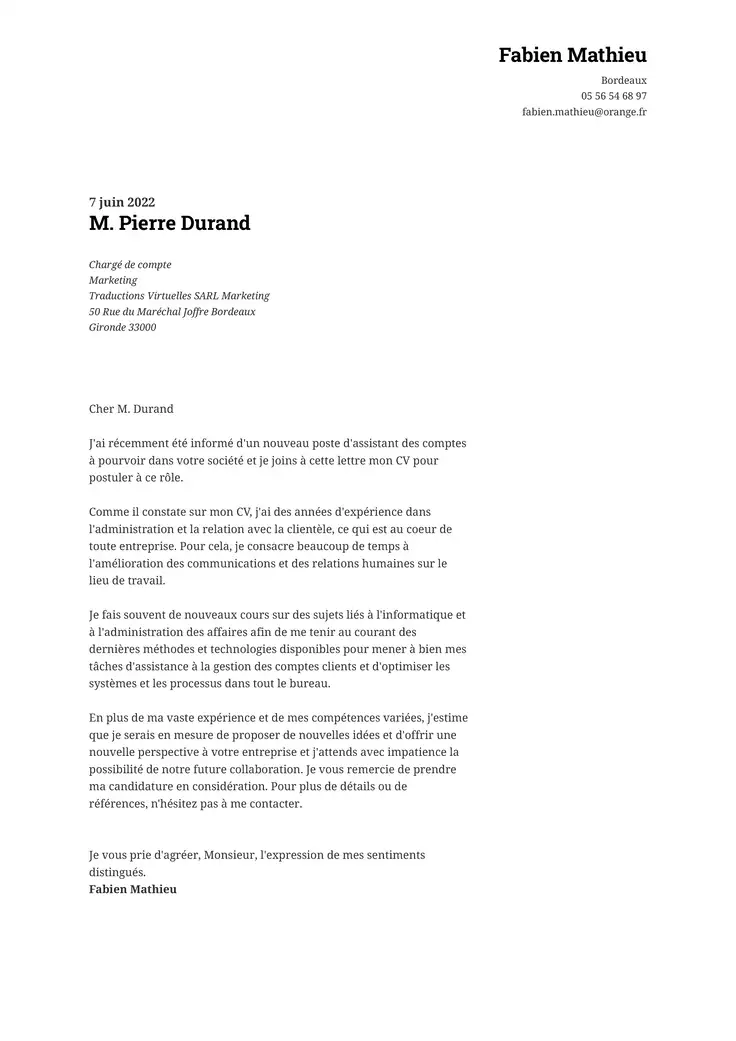 Fabien Mathieu
Bordeaux
05 56 54 68 97
fabien.mathieu@orange.fr
7 juin 2022
M. Pierre Durand
Chargé de compte
Marketing
Traductions Virtuelles SARL Marketing
50 Rue du Maréchal Joffre Bordeaux
Gironde 33000
Cher M. Durand
J'ai récemment été informé d'un nouveau poste d'assistant des comptes
à pourvoir dans votre société et je joins à cette lettre mon CV pour
postuler à ce rôle.
Comme il constate sur mon CV, j'ai des années d'expérience dans
l'administration et la relation avec la clientèle, ce qui est au coeur de
toute entreprise. Pour cela, je consacre beaucoup de temps à
l'amélioration des communications et des relations humaines sur le
lieu de travail.
Je fais souvent de nouveaux cours sur des sujets liés à l'informatique et
à l'administration des affaires afin de me tenir au courant des
dernières méthodes et technologies disponibles pour mener à bien mes
tâches d'assistance à la gestion des comptes clients et d'optimiser les
systèmes et les processus dans tout le bureau.
En plus de ma vaste expérience et de mes compétences variées, j'estime
que je serais en mesure de proposer de nouvelles idées et d'offrir une
nouvelle perspective à votre entreprise et j'attends avec impatience la
possibilité de notre future collaboration. Je vous remercie de prendre
ma candidature en considération. Pour plus de détails ou de
références, n'hésitez pas à me contacter.
Je vous prie d'agréer, Monsieur, l'expression de mes sentiments
distingués.
Fabien Mathieu